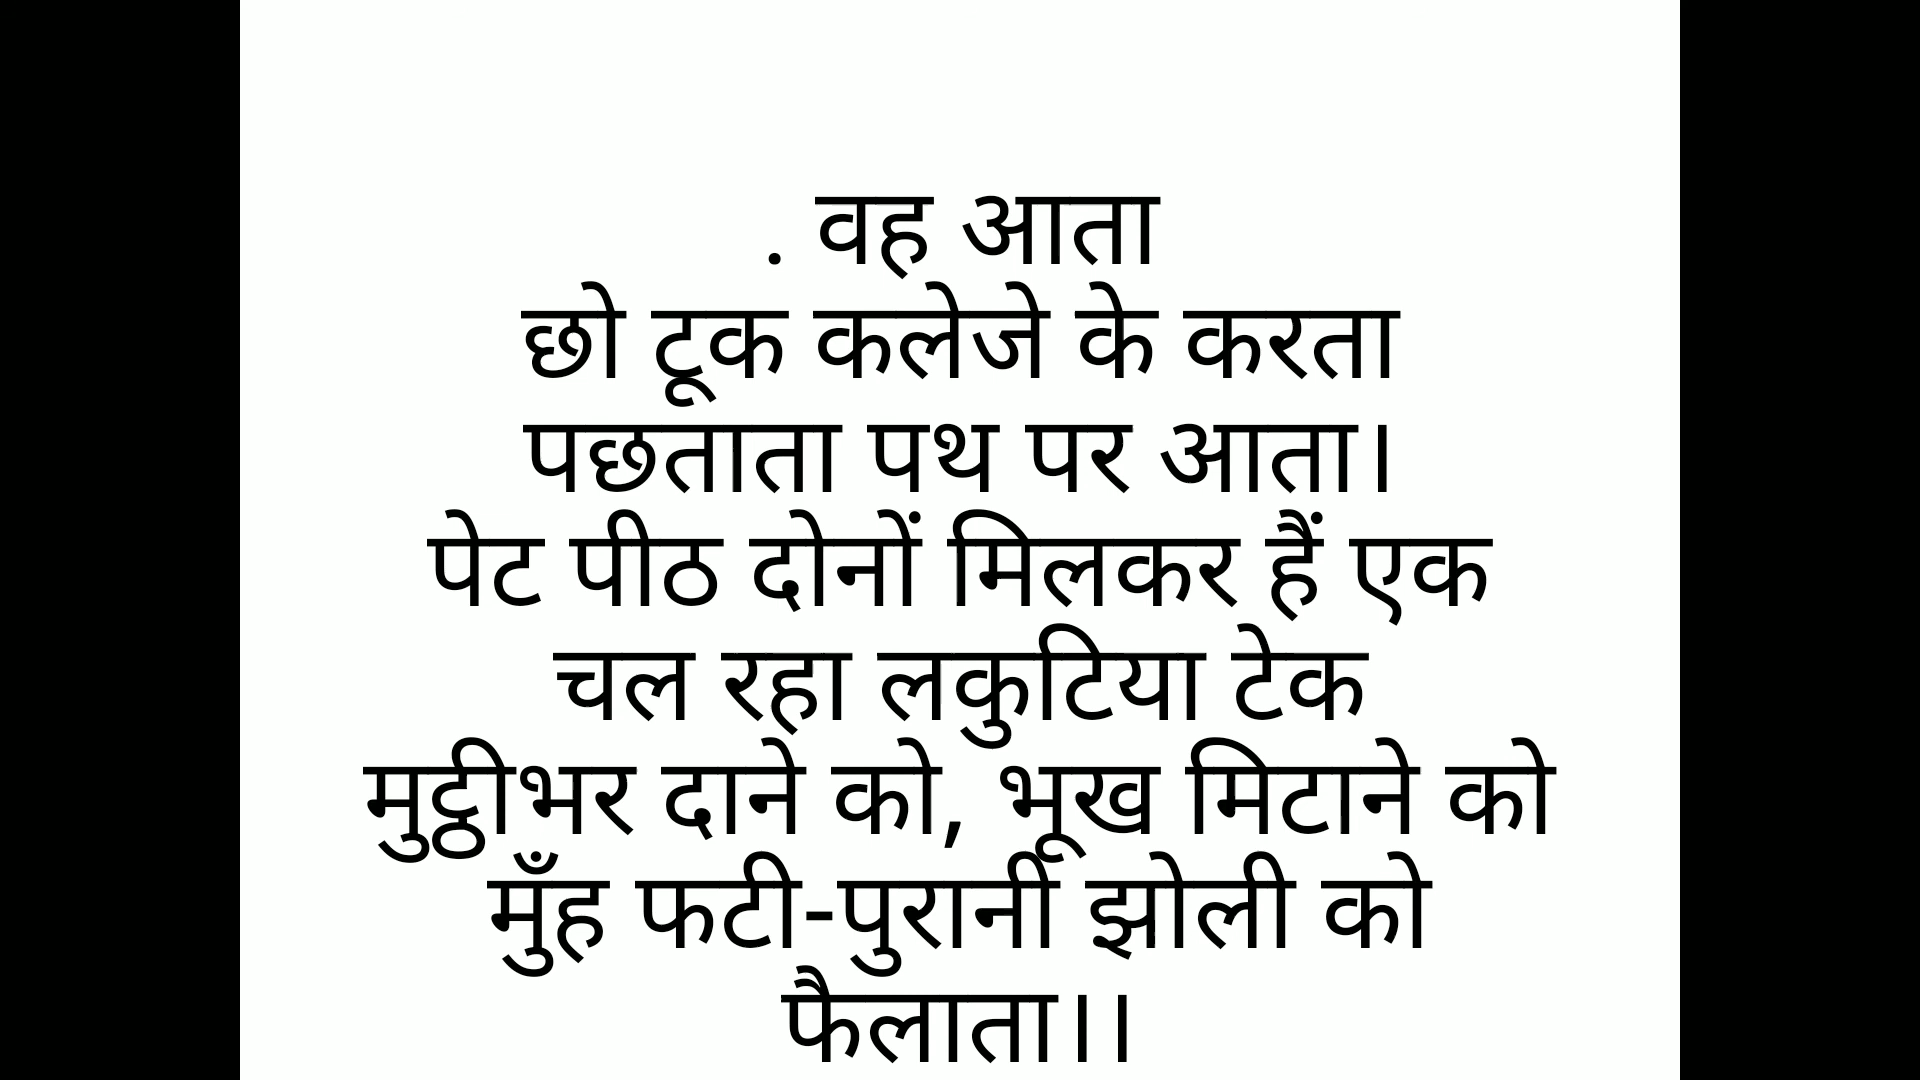 . वह आता
छो टूक कलेजे के करता
पछताता पथ पर आता।
पेट पीठ दोनों मिलकर हैं एक
चल रहा लकुटिया टेक
मुट्ठीभर दाने को, भूख मिटाने को
मुँह फटी-पुरानी झोली को
फैलाता।।